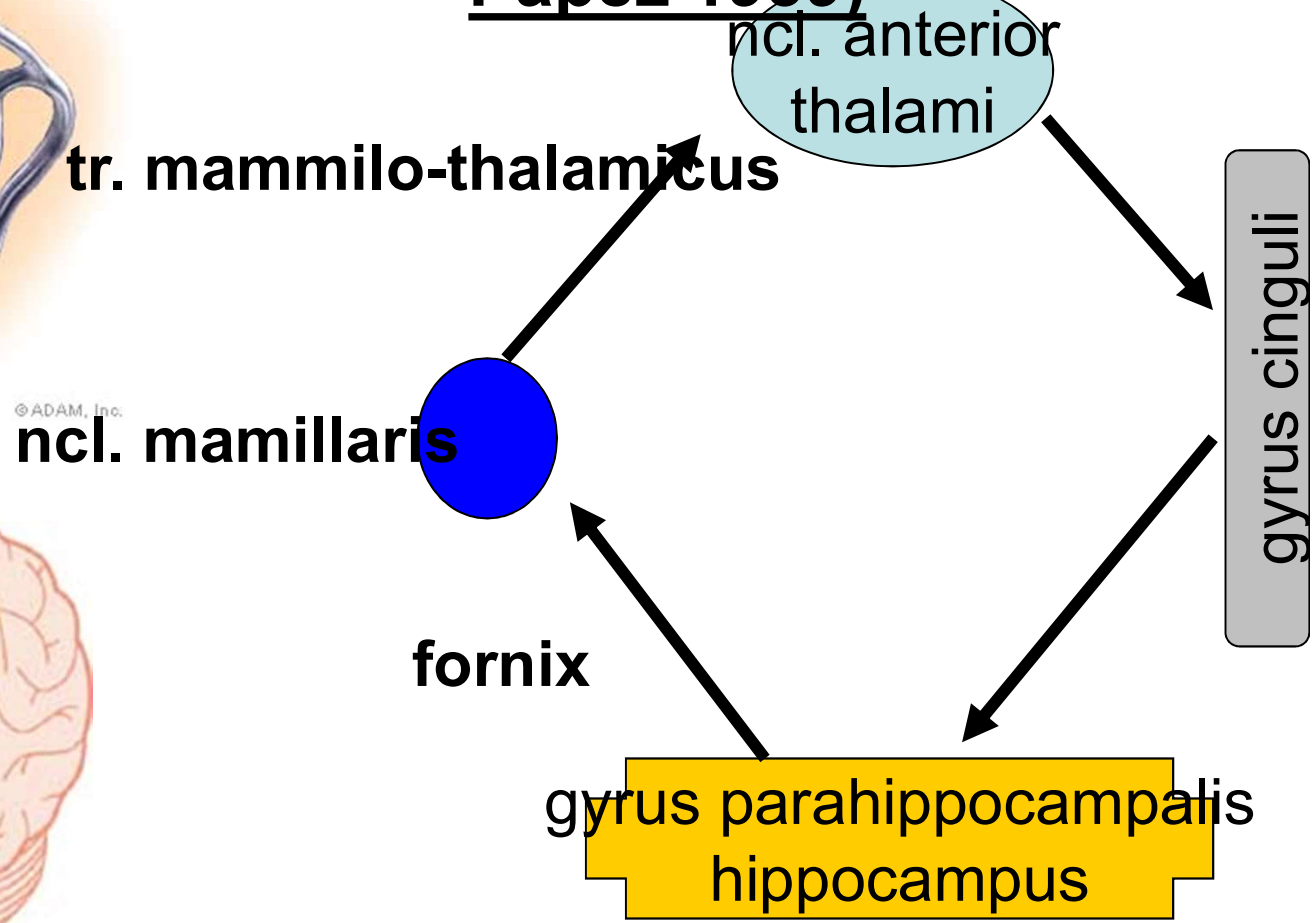 ncl. anterior
thalami
tr. mammilo-thalamicus
gyrus cinguli
©ADAM, Inc.
ncl. mamillaris
fornix
gyrus parahippocampalis
hippocampus